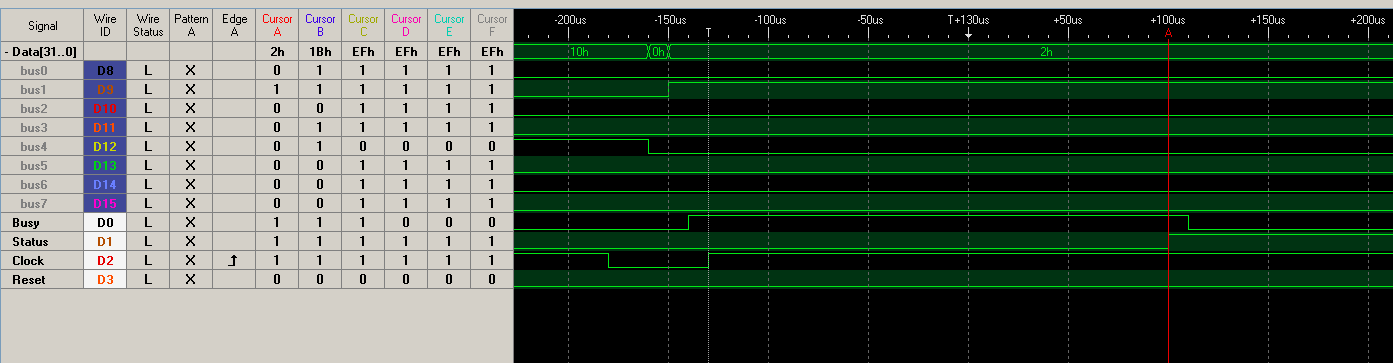 Signal Wire ID Wire Status Pattern A Edge A Cursor A Cursor B Cursor C Cursor D Cursor E Cursor F -200us -150us -100us -50us T+130us +50us +100us +150us +200us
T A
- Data[31..0] 2h 1Bh EFh EFh EFh EFh 10h 0h 2h
bus0 D8 L X 0 1 1 1 1 1
bus1 D9 L X 1 1 1 1 1 1
bus2 D10 L X 0 0 1 1 1 1
bus3 D11 L X 0 1 1 1 1 1
bus4 D12 L X 0 1 0 0 0 0
bus5 D13 L X 0 0 1 1 1 1
bus6 D14 L X 0 0 1 1 1 1
bus7 D15 L X 0 0 1 1 1 1
Busy D0 L X 1 1 1 0 0 0
Status D1 L X 1 1 1 1 1 1
Clock D2 L X 1 1 1 1 1 1
Reset D3 L X 0 0 0 0 0 0